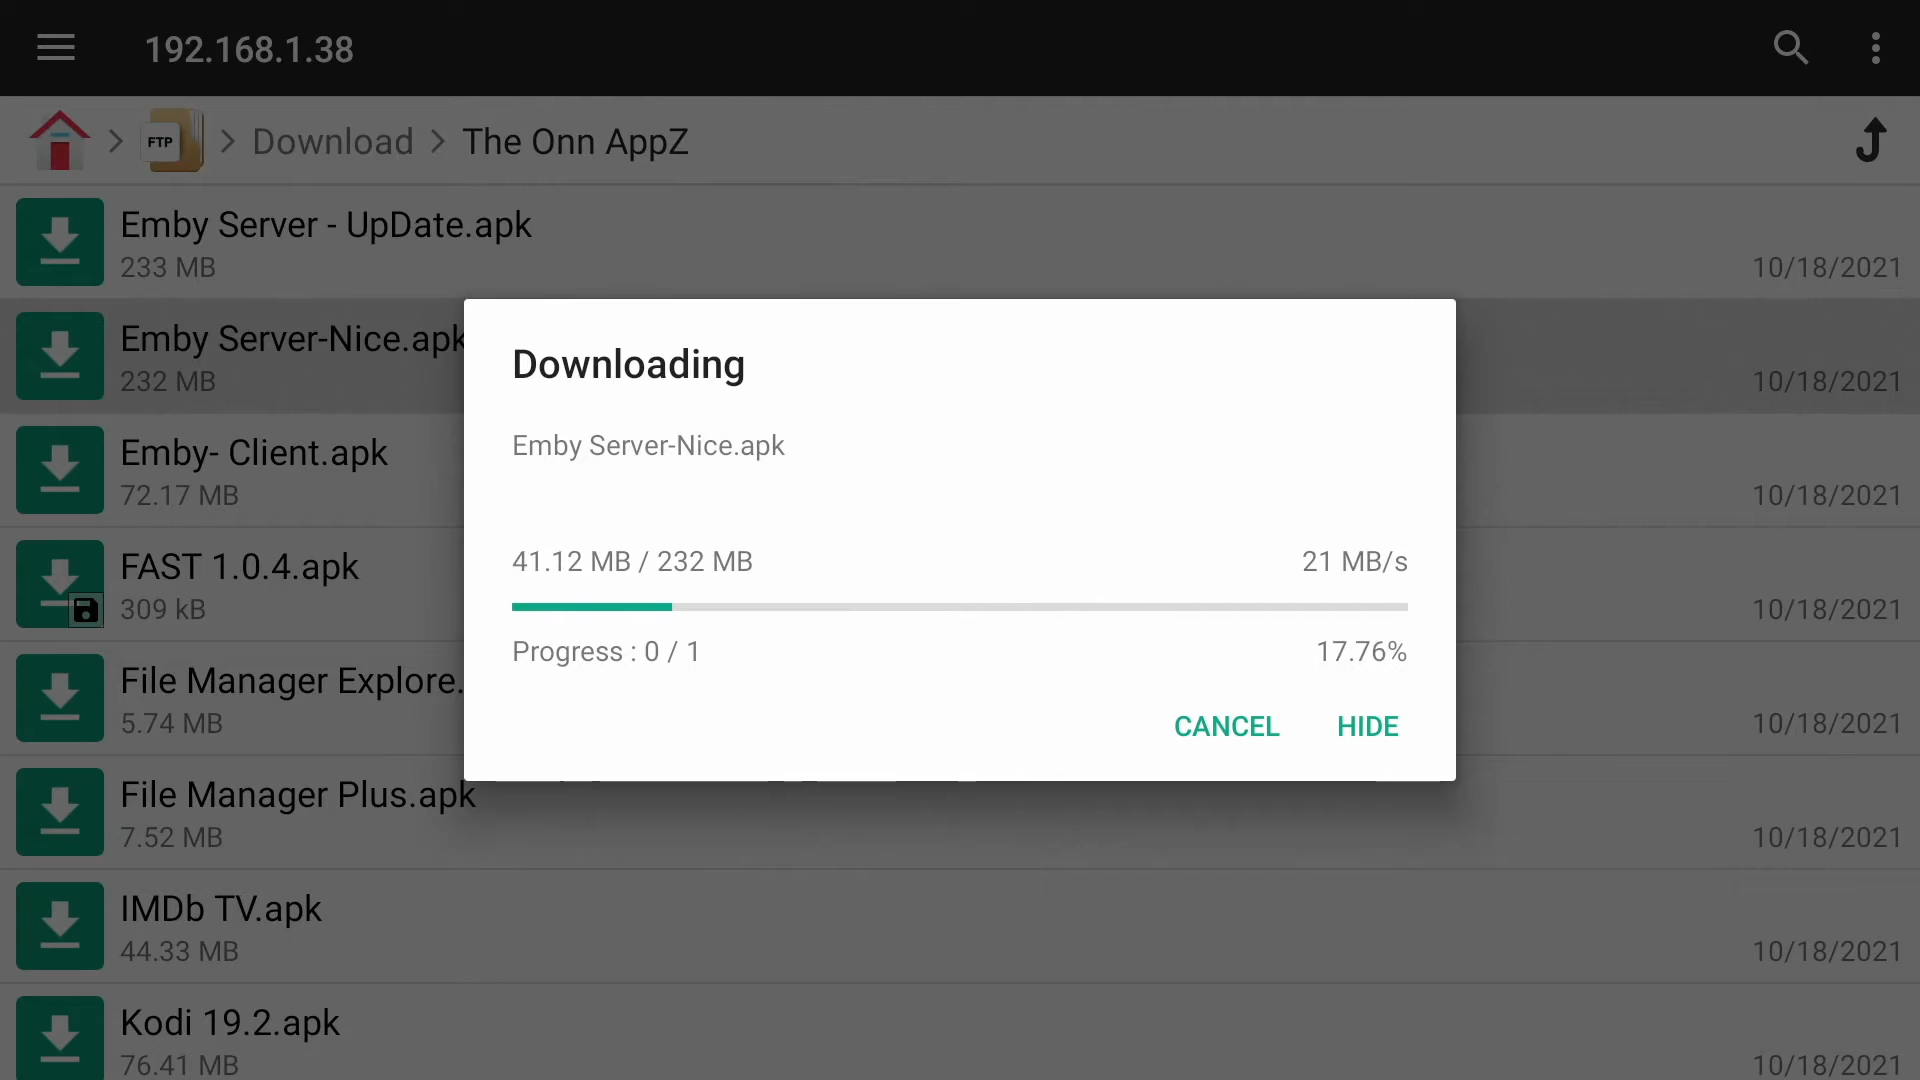 192.168.1.38
FTP
Download
The Onn AppZ
Emby Server - UpDate.apk
233 MB
10/18/2021
Emby Server-Nice.apk
232 MB
10/18/2021
Emby- Client.apk
72.17 MB
10/18/2021
FAST 1.0.4.apk
309 kB
10/18/2021
File Manager Explore.
5.74 MB
10/18/2021
File Manager Plus.apk
7.52 MB
10/18/2021
IMDb TV.apk
44.33 MB
10/18/2021
Kodi 19.2.apk
76.41 MB
10/18/2021
Downloading
Emby Server-Nice.apk
41.12 MB / 232 MB
21 MB/s
Progress : 0 / 1
17.76%
CANCEL
HIDE